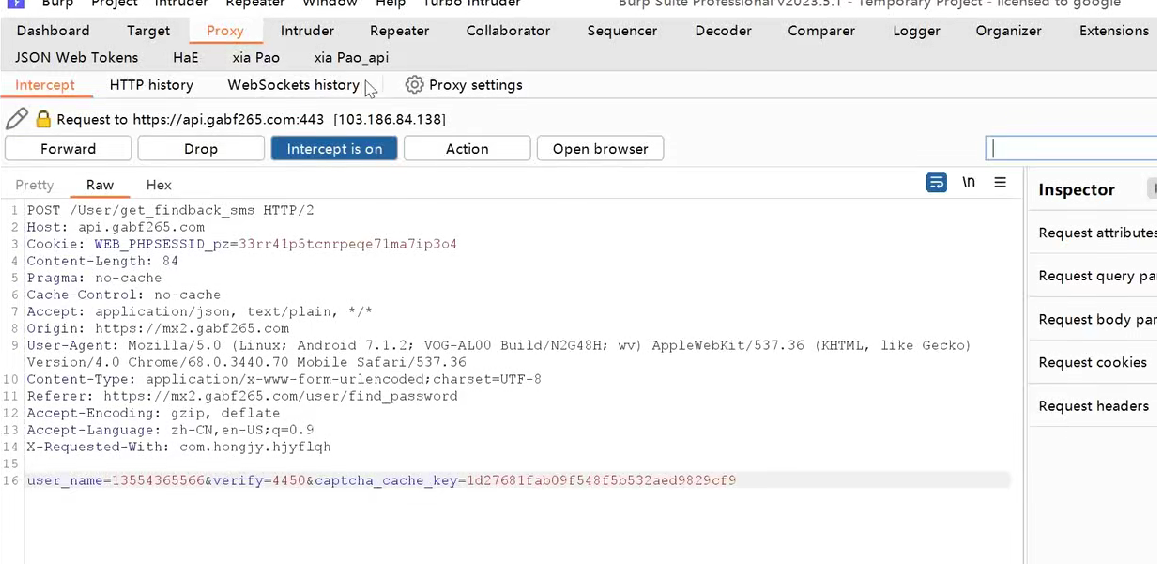 Burp Project Intruder Repeater Window Help Turbo Intruder Burp Suite Professional v2023.5.1 - Temporary Project - licensed to google
Dashboard Target Proxy Intruder Repeater Collaborator Sequencer Decoder Comparer Logger Organizer Extensions
JSON Web Tokens HaE xia Pao xia Pao_api
Intercept HTTP history WebSockets history Proxy settings
Request to https://api.gabf265.com:443 [103.186.84.138]
Forward Drop Intercept is on Action Open browser
Pretty Raw Hex \n
Inspector
Request attributes
Request query pa
Request body par
Request cookies
Request headers
1 POST /User/get_findback_sms HTTP/2
2 Host: api.gabf265.com
3 Cookie: WEB_PHPSESSID_pz=33rr41p5tcnrpeqe71ma7ip3o4
4 Content-Length: 84
5 Pragma: no-cache
6 Cache Control: no cache
7 Accept: application/json, text/plain, */*
8 Origin: https://mx2.gabf265.com
9 User-Agent: Mozilla/5.0 (Linux; Android 7.1.2; VOG-AL00 Build/N2G48H; wv) AppleWebKit/537.36 (KHTML, like Gecko)
Version/4.0 Chrome/68.0.3440.70 Mobile Safari/537.36
10 Content-Type: application/x-www-form-urlencoded;charset=UTF-8
11 Referer: https://mx2.gabf265.com/user/find_password
12 Accept-Encoding: gzip, deflate
13 Accept-Language: zh-CN,en-US;q=0.9
14 X-Requested-With: com.hongjy.hjyflqh
15
16 user_name=13554365566&verify=4450&captcha_cache_key=1d27681fab09f548f5b532aed9829cf9